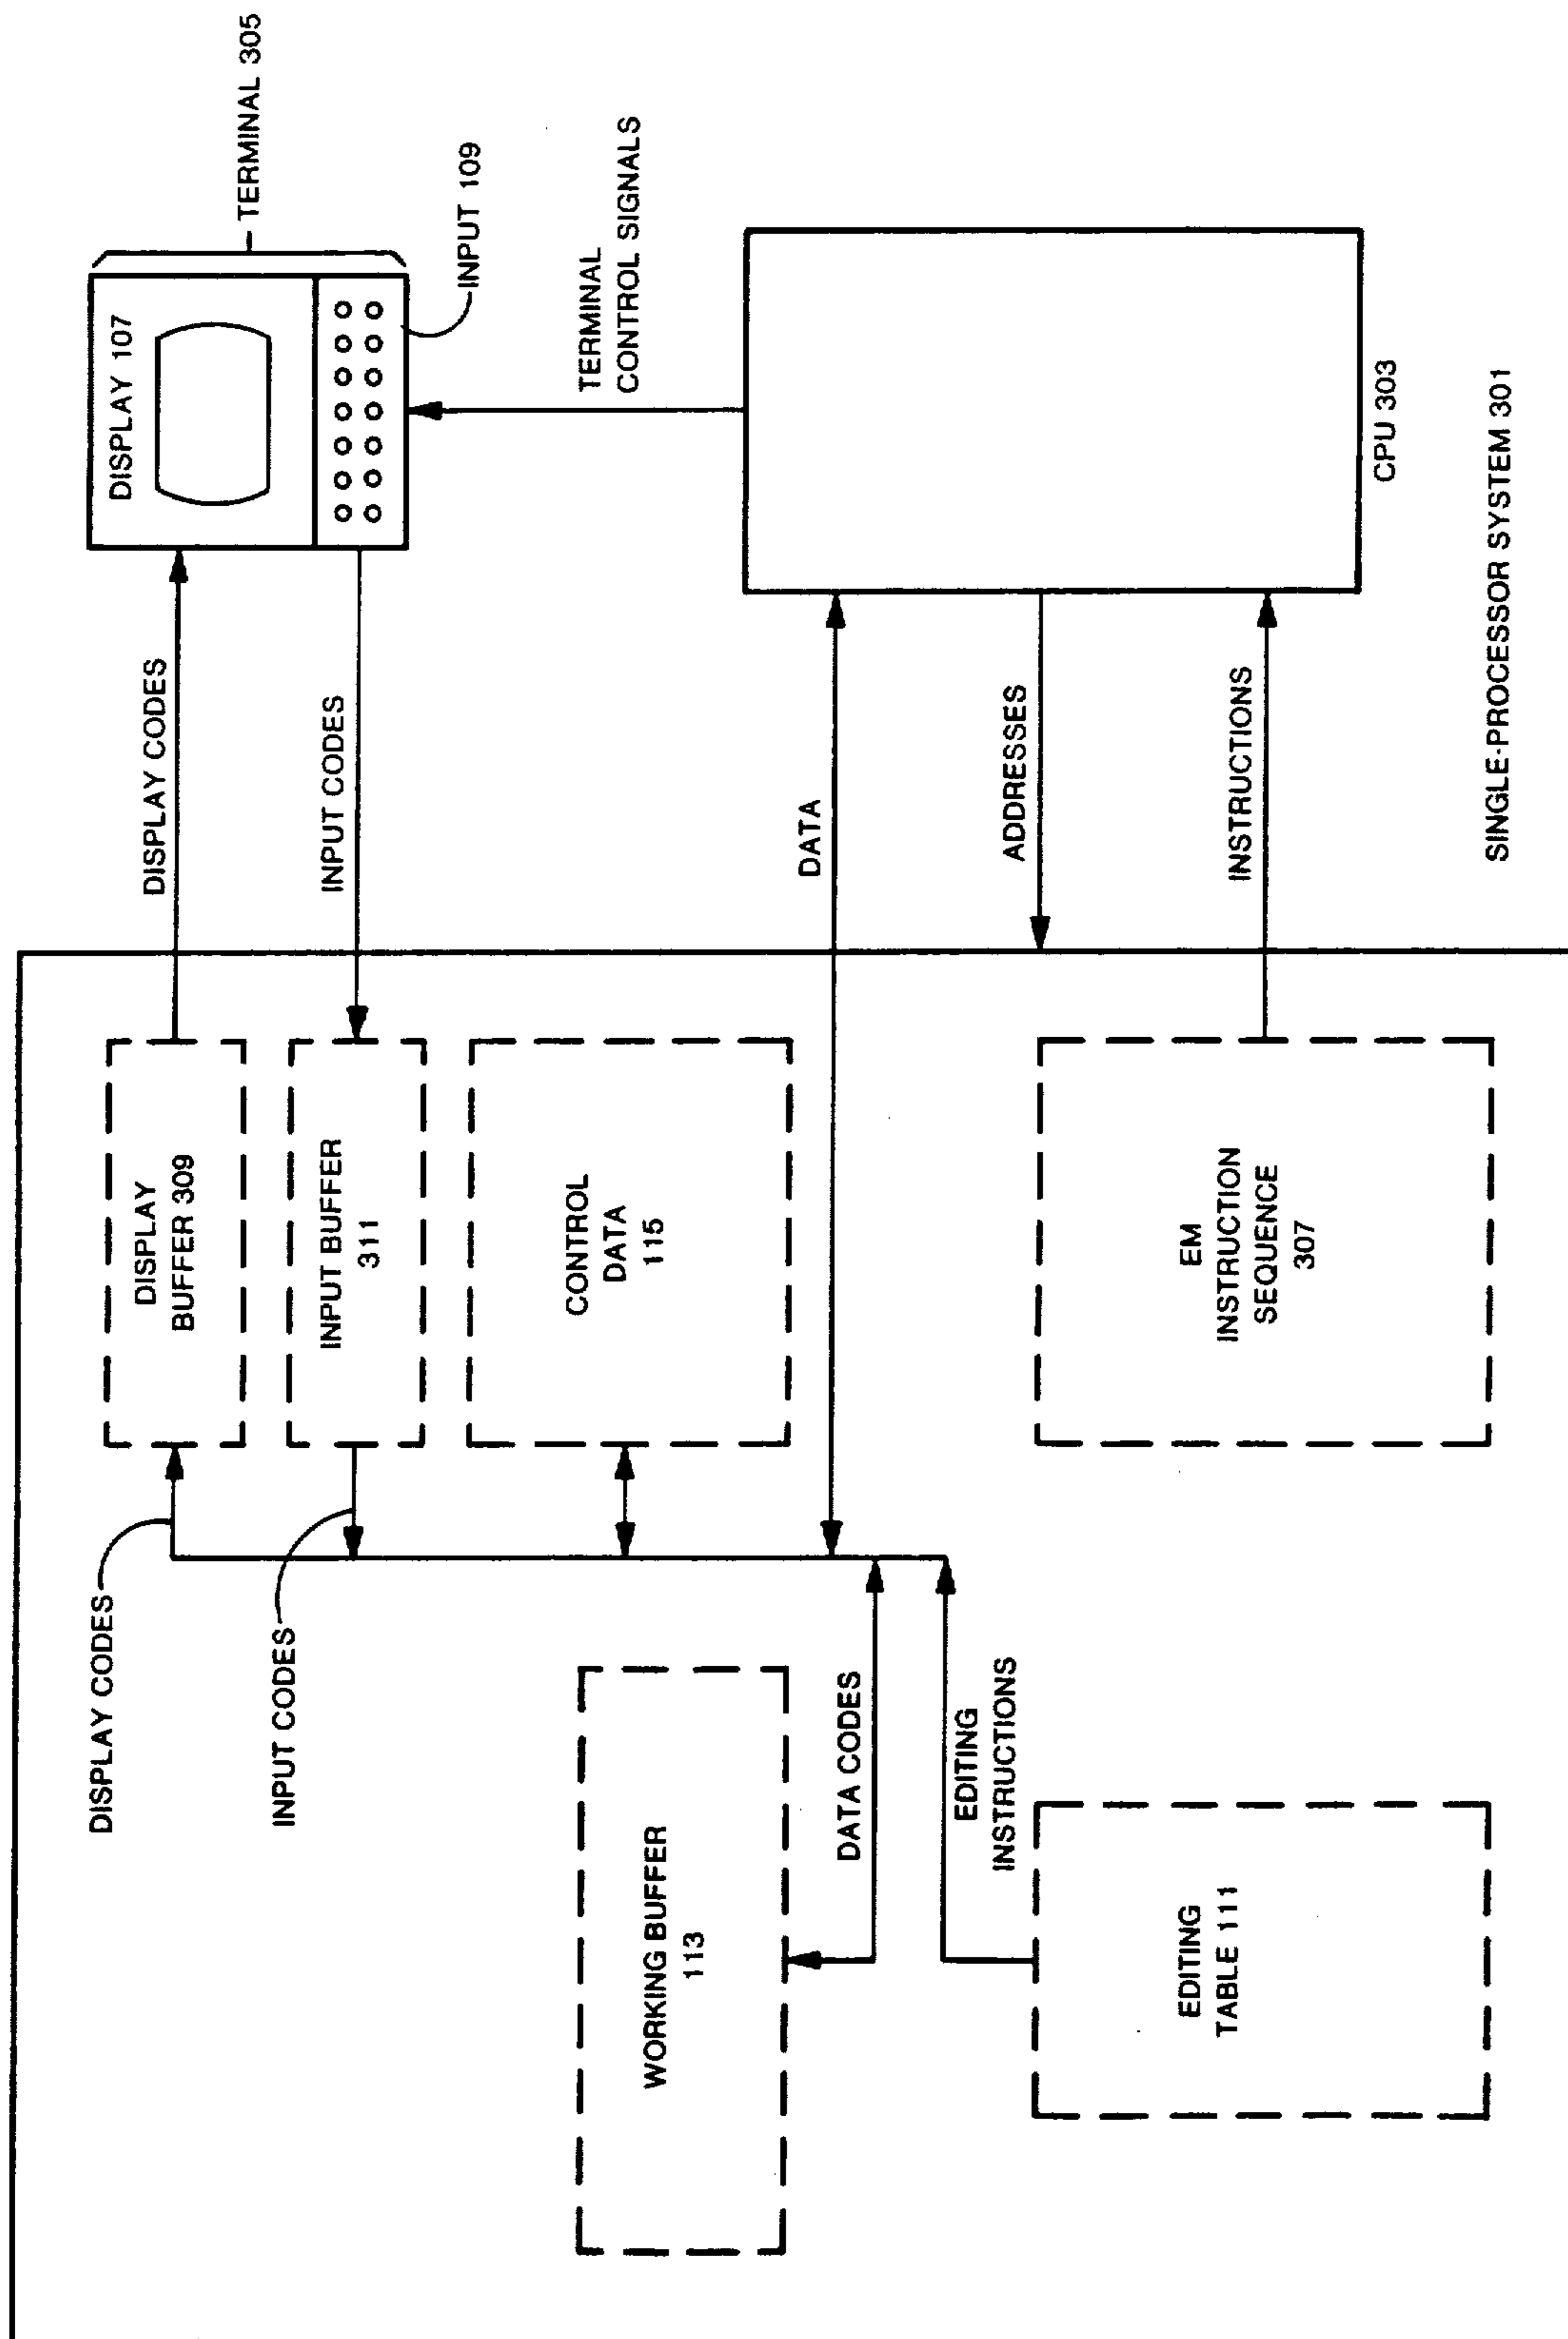 DISPLAY CODES
INPUT CODES
WORKING BUFFER
113
DATA CODES
EDITING
INSTRUCTIONS
EDITING
TABLE 111
DISPLAY
BUFFER 309
INPUT BUFFER
311
CONTROL
DATA
115
EM
INSTRUCTION
SEQUENCE
307
DISPLAY CODES
INPUT CODES
DATA
ADDRESSES
INSTRUCTIONS
DISPLAY 107
TERMINAL 305
INPUT 109
TERMINAL
CONTROL SIGNALS
CPU 303
SINGLE-PROCESSOR SYSTEM 301